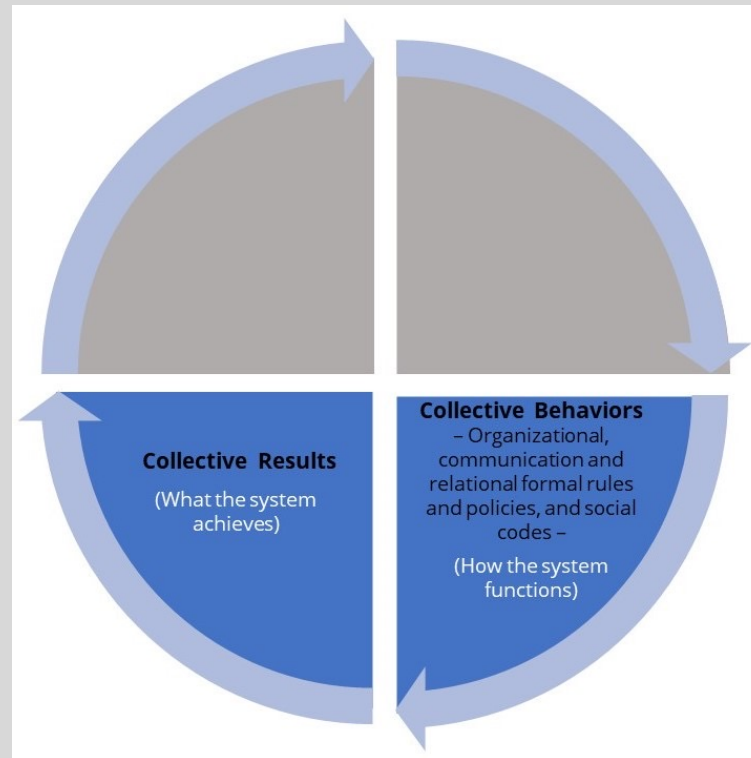 Collective Results
(What the system
achieves)
Collective Behaviors
– Organizational,
communication and
relational formal rules
and policies, and social
codes –
(How the system
functions)